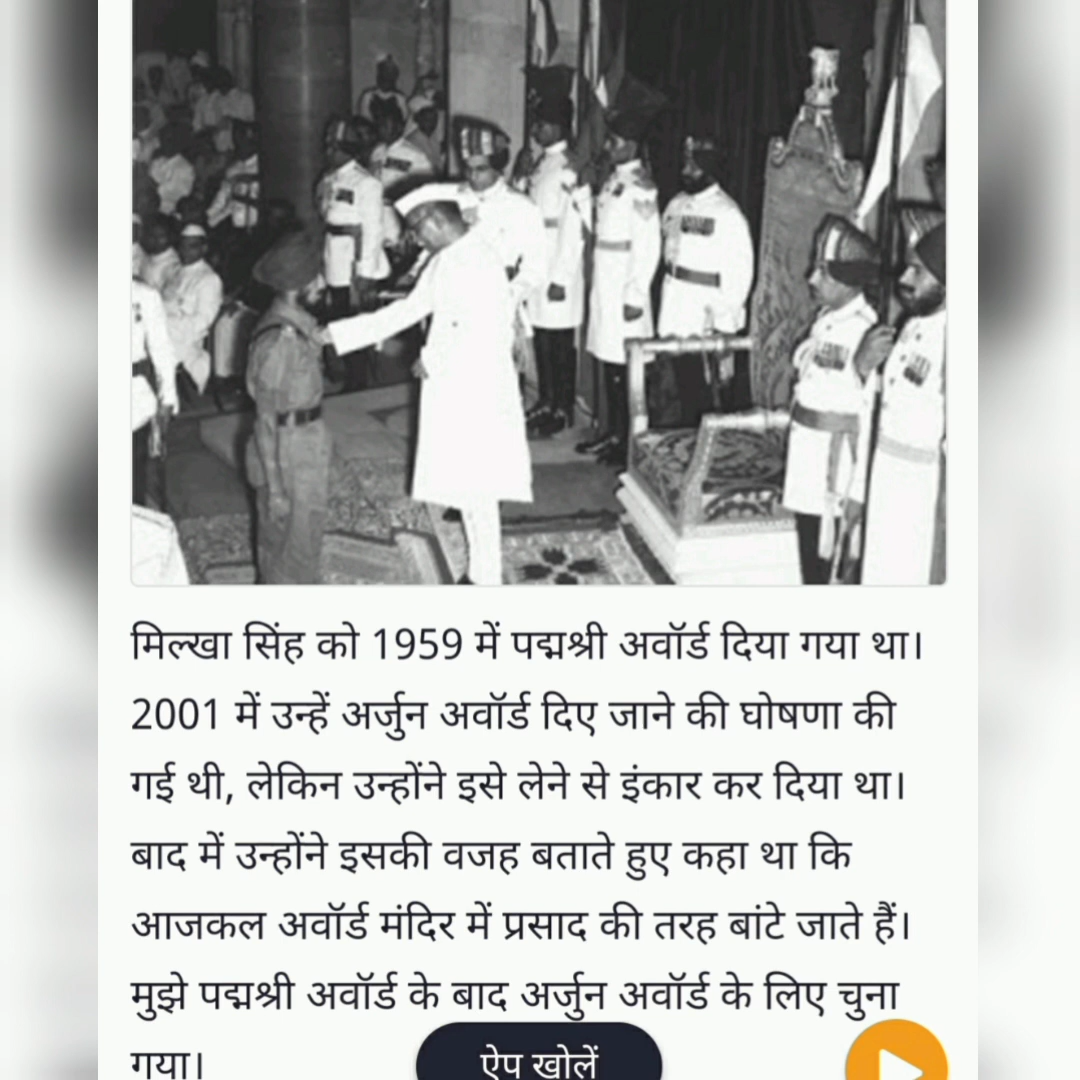 मिल्खा सिंह को 1959 में पद्मश्री अवॉर्ड दिया गया था।
2001 में उन्हें अर्जुन अवॉर्ड दिए जाने की घोषणा की
गई थी, लेकिन उन्होंने इसे लेने से इंकार कर दिया था।
बाद में उन्होंने इसकी वजह बताते हुए कहा था कि
आजकल अवॉर्ड मंदिर में प्रसाद की तरह बांटे जाते हैं।
मुझे पद्मश्री अवॉर्ड के बाद अर्जुन अवॉर्ड के लिए चुना
गया।
ऐप खोलें